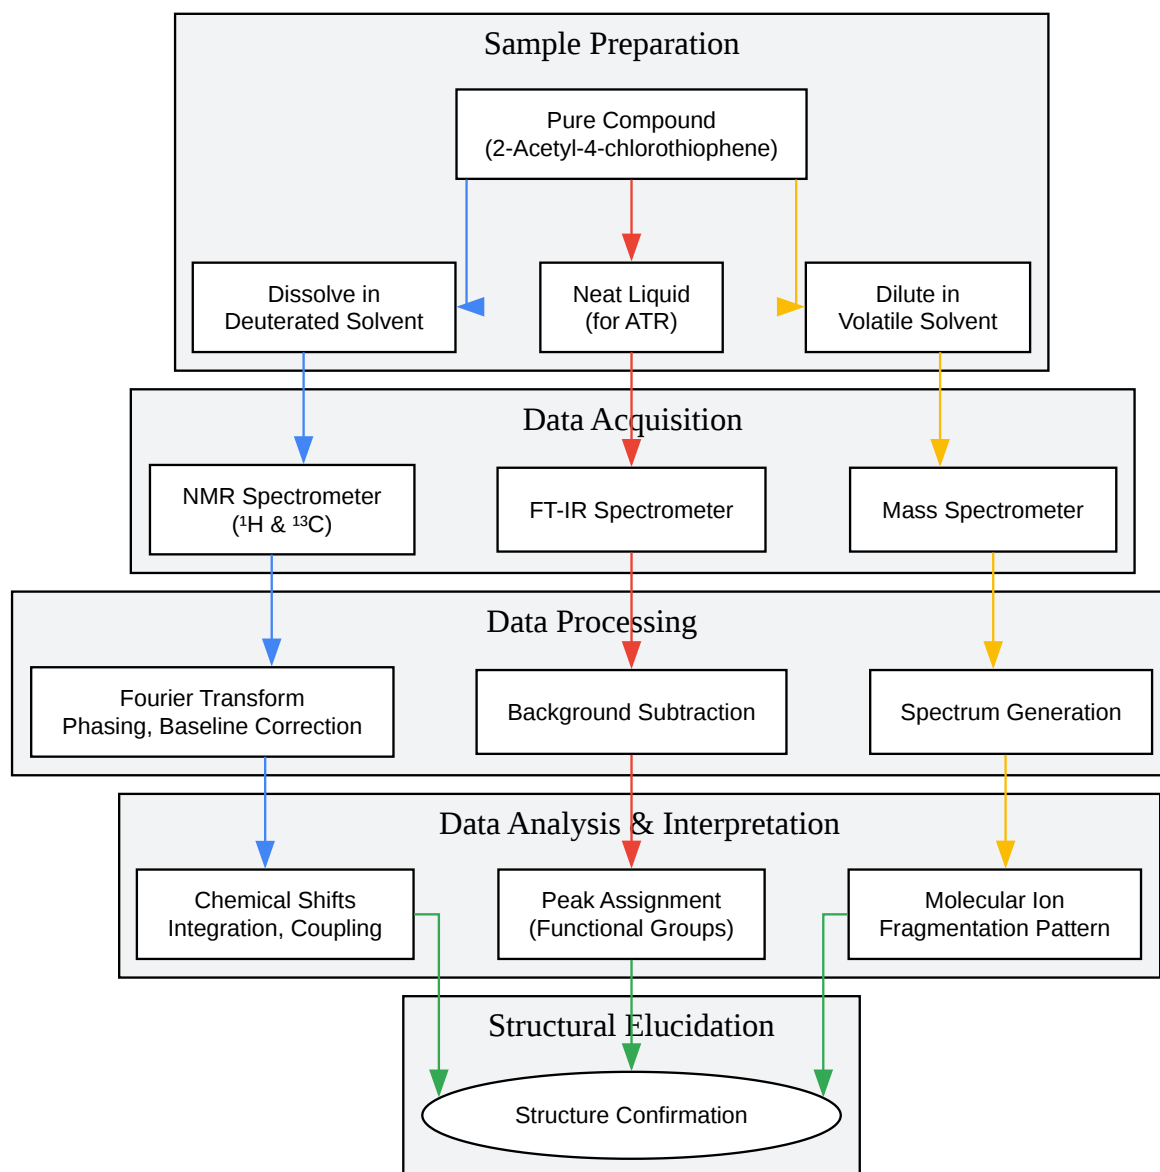 Sample Preparation
Pure Compound
(2-Acetyl-4-chlorothiophene)
Dissolve in
Deuterated Solvent
Neat Liquid
(for ATR)
Dilute in
Volatile Solvent
Data Acquisition
NMR Spectrometer
(¹H & ¹³C)
FT-IR Spectrometer
Mass Spectrometer
Data Processing
Fourier Transform
Phasing, Baseline Correction
Background Subtraction
Spectrum Generation
Data Analysis & Interpretation
Chemical Shifts
Integration, Coupling
Peak Assignment
(Functional Groups)
Molecular Ion
Fragmentation Pattern
Structural Elucidation
Structure Confirmation